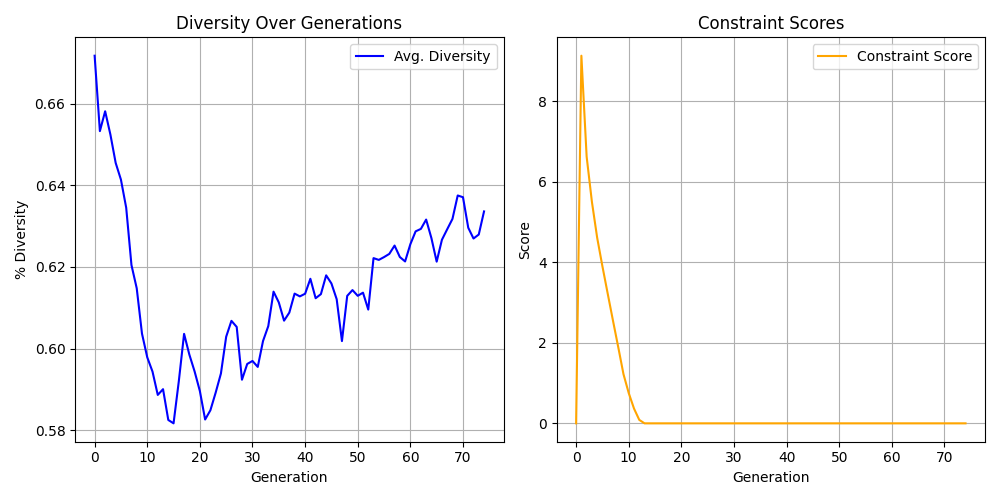 Diversity Over Generations
Avg. Diversity
% Diversity
0.66
0.64
0.62
0.60
0.58
0 10 20 30 40 50 60 70
Generation
Constraint Scores
Constraint Score
Score
8
6
4
2
0
0 10 20 30 40 50 60 70
Generation